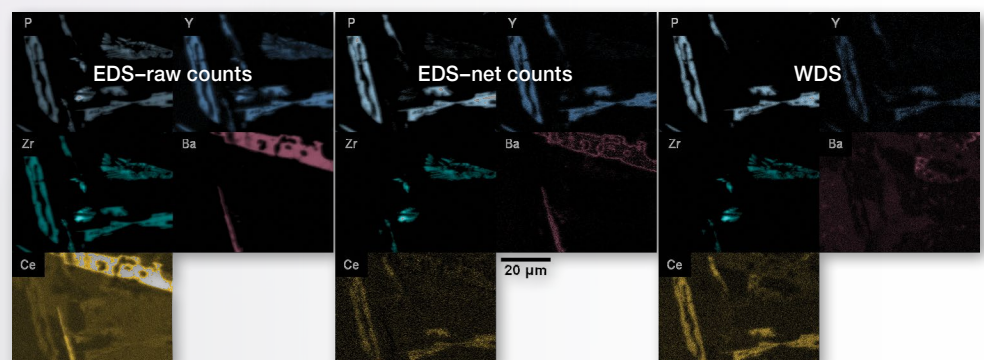 P Y P Y P Y
EDS–raw counts EDS–net counts WDS
Zr Ba Zr Ba Zr Ba
Ce Ce Ce
20 µm